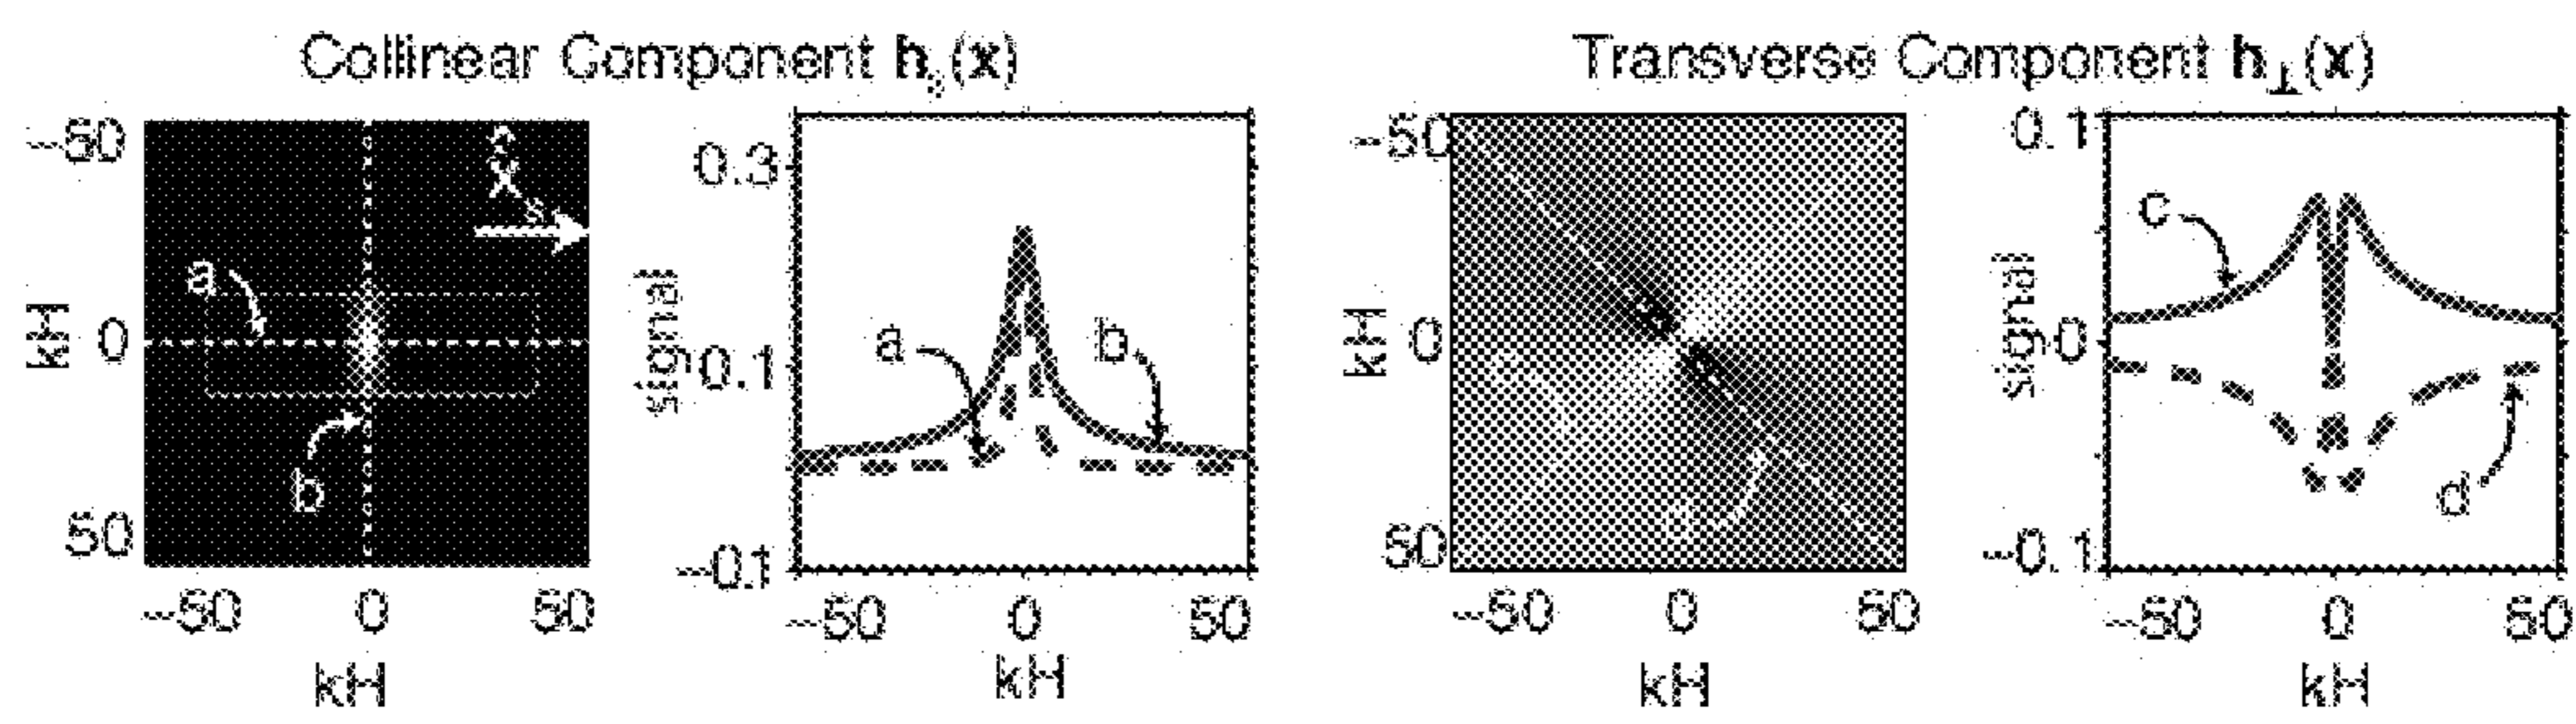 Collinear Component h (x)
Transverse Component h⊥(x)
-50
0
50
kH
a
b
x̂s
-50 0 50
kH
0.3
0.1
-0.1
signal
a
b
-50 0 50
kH
-50
0
50
kH
-50 0 50
kH
0.1
0
-0.1
signal
c
d
-50 0 50
kH